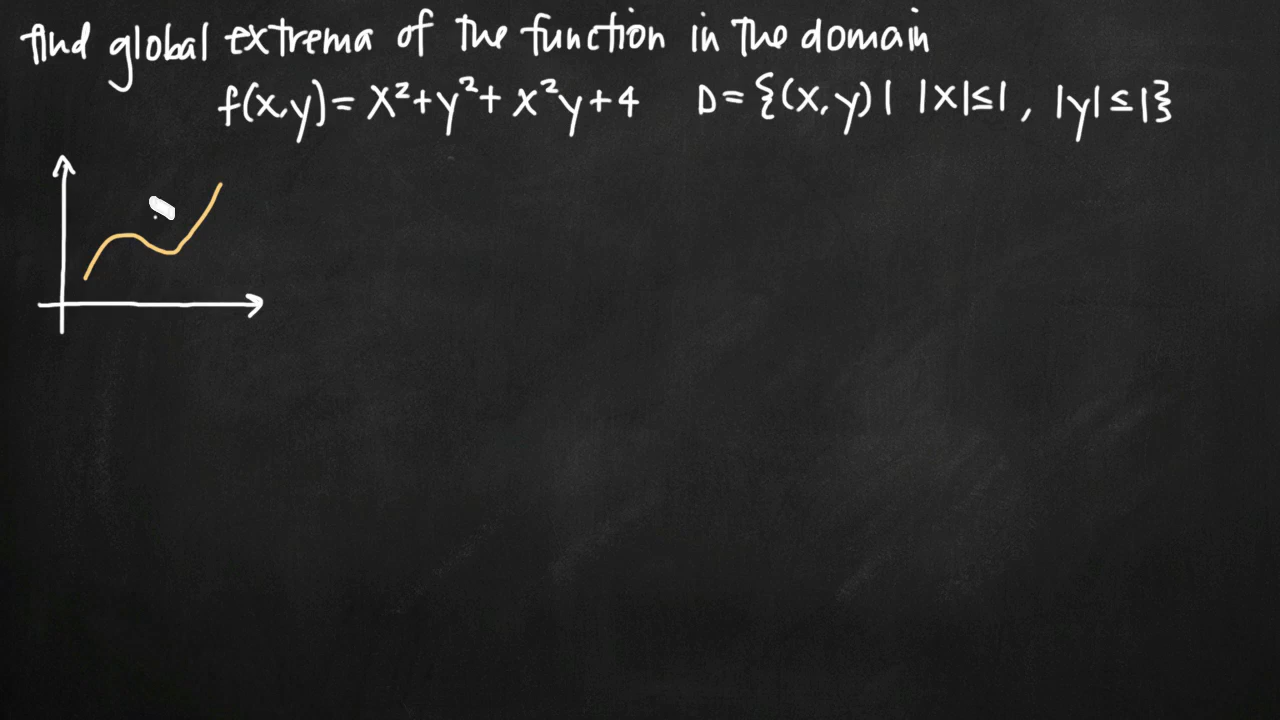 find global extrema of the function in the domain
f(x,y)= x²+y²+ x²y+4 D= {(x,y)| |x|≤1, |y|≤1}